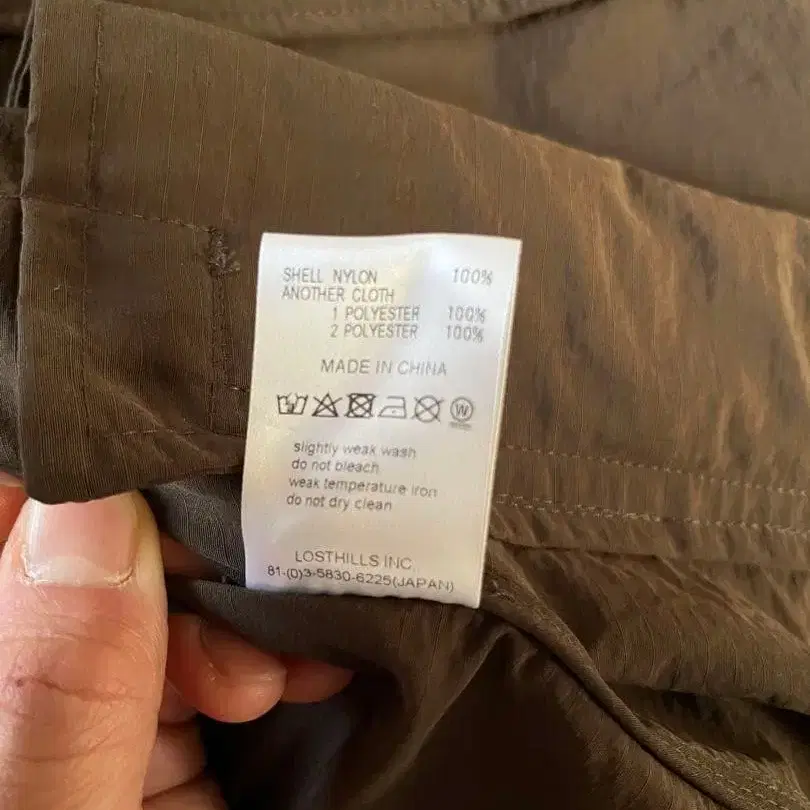 SHELL NYLON 100%
ANOTHER CLOTH
1 POLYESTER 100%
2 POLYESTER 100%
MADE IN CHINA
W
slightly weak wash
do not bleach
weak temperature iron
do not dry clean
LOSTHILLS INC.
81-(0)3-5830-6225(JAPAN)